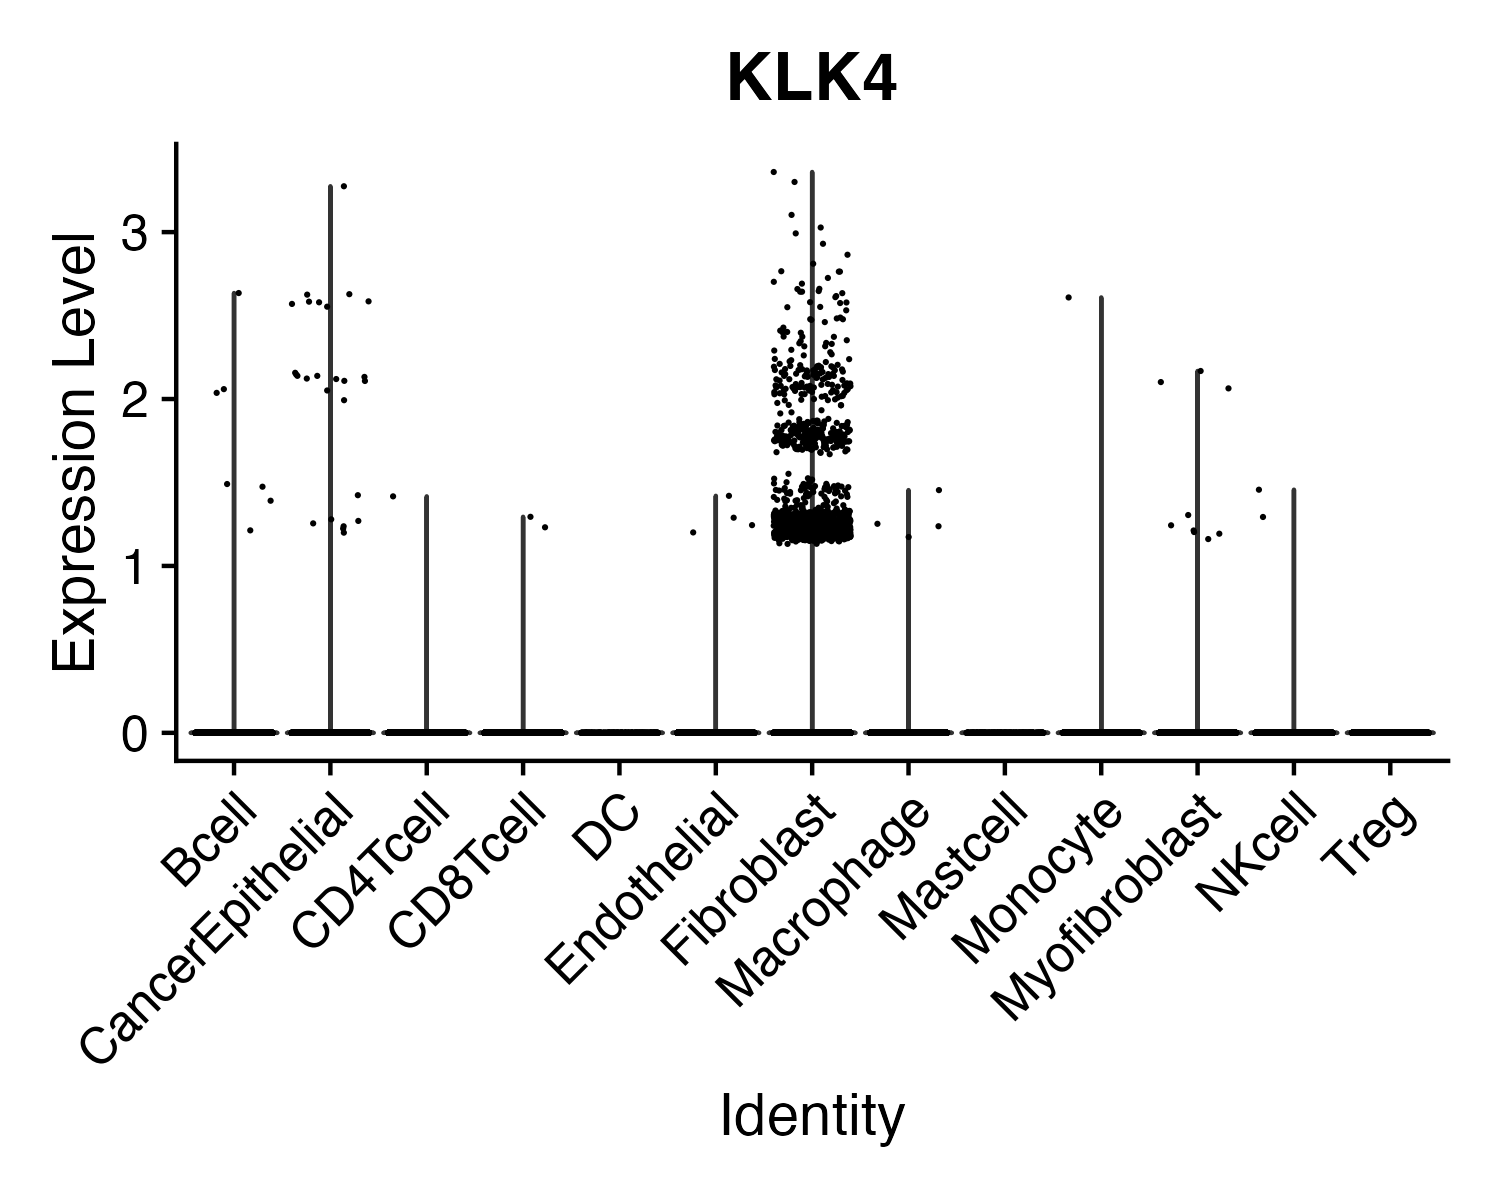 KLK4
Expression Level
3
2
1
0
Bcell
CancerEpithelial
CD4Tcell
CD8Tcell
DC
Endothelial
Fibroblast
Macrophage
Mastcell
Monocyte
Myofibroblast
NKcell
Treg
Identity